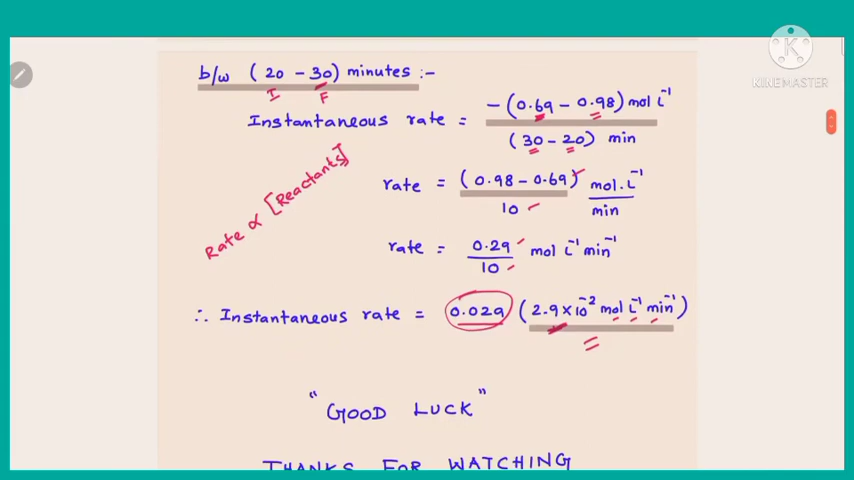 b/w (20 - 30) minutes :-
I F
Instantaneous rate = -(0.69 - 0.98) mol L⁻¹
(30 - 20) min
Rate ∝ [Reactants]
rate = (0.98 - 0.69) mol. L⁻¹
10 min
rate = 0.29 mol L⁻¹ min⁻¹
10
∴ Instantaneous rate = 0.029 (2.9 × 10⁻² mol L⁻¹ min⁻¹)
"GOOD LUCK"
THANKS FOR WATCHING
K
KINEMASTER